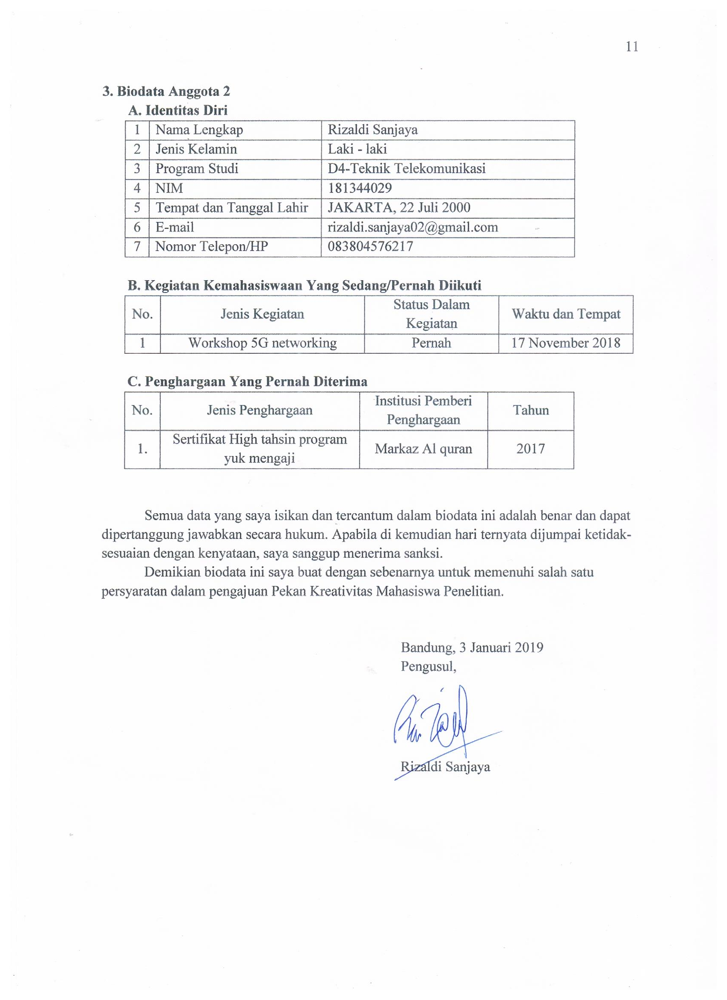 11
3. Biodata Anggota 2
A. Identitas Diri
1 Nama Lengkap Rizaldi Sanjaya
2 Jenis Kelamin Laki - laki
3 Program Studi D4-Teknik Telekomunikasi
4 NIM 181344029
5 Tempat dan Tanggal Lahir JAKARTA, 22 Juli 2000
6 E-mail rizaldi.sanjaya02@gmail.com
7 Nomor Telepon/HP 083804576217
B. Kegiatan Kemahasiswaan Yang Sedang/Pernah Diikuti
No. Jenis Kegiatan Status Dalam Kegiatan Waktu dan Tempat
1 Workshop 5G networking Pernah 17 November 2018
C. Penghargaan Yang Pernah Diterima
No. Jenis Penghargaan Institusi Pemberi Penghargaan Tahun
1. Sertifikat High tahsin program yuk mengaji Markaz Al quran 2017
Semua data yang saya isikan dan tercantum dalam biodata ini adalah benar dan dapat
dipertanggung jawabkan secara hukum. Apabila di kemudian hari ternyata dijumpai ketidak-
sesuaian dengan kenyataan, saya sanggup menerima sanksi.
Demikian biodata ini saya buat dengan sebenarnya untuk memenuhi salah satu
persyaratan dalam pengajuan Pekan Kreativitas Mahasiswa Penelitian.
Bandung, 3 Januari 2019
Pengusul,
Rizaldi Sanjaya